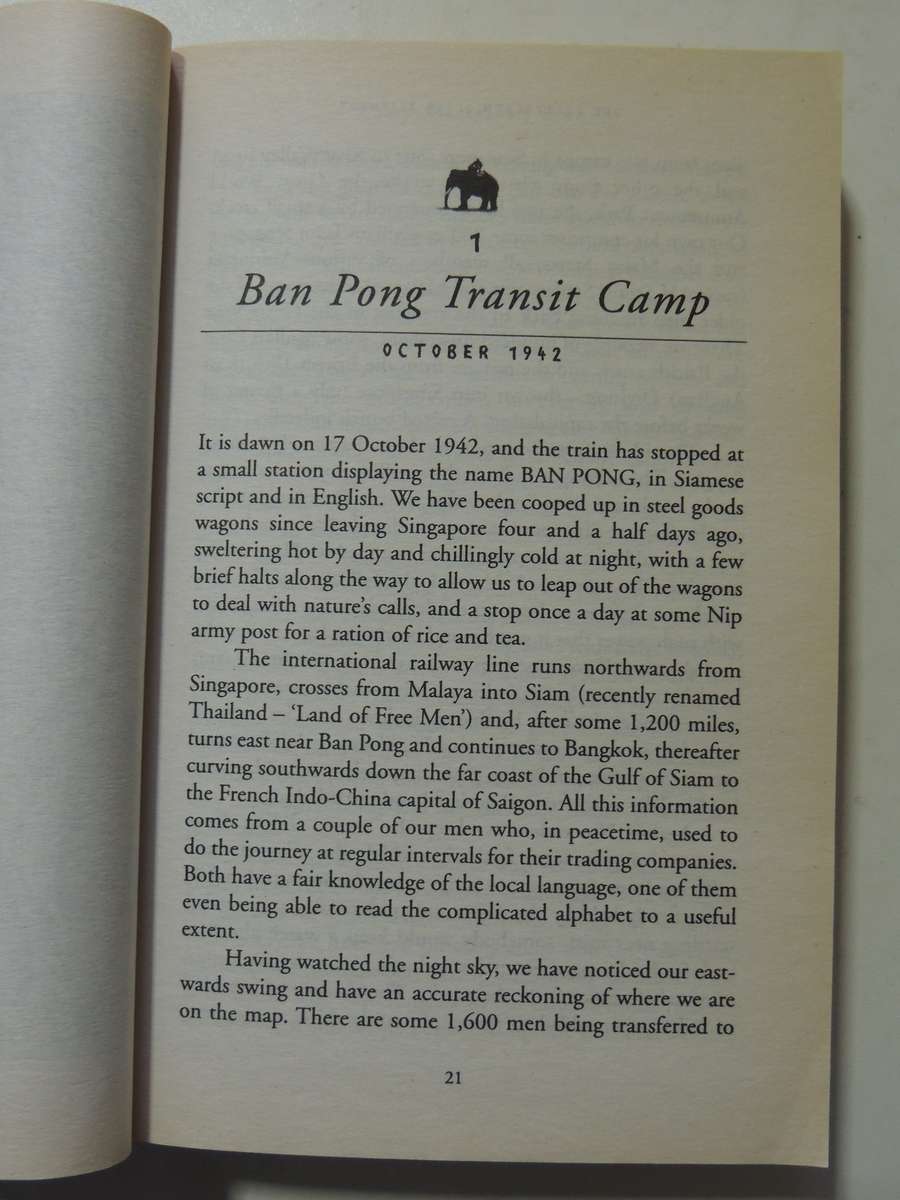 1
Ban Pong Transit Camp
OCTOBER 1942
It is dawn on 17 October 1942, and the train has stopped at
a small station displaying the name BAN PONG, in Siamese
script and in English. We have been cooped up in steel goods
wagons since leaving Singapore four and a half days ago,
sweltering hot by day and chillingly cold at night, with a few
brief halts along the way to allow us to leap out of the wagons
to deal with nature's calls, and a stop once a day at some Nip
army post for a ration of rice and tea.
The international railway line runs northwards from
Singapore, crosses from Malaya into Siam (recently renamed
Thailand – 'Land of Free Men') and, after some 1,200 miles,
turns east near Ban Pong and continues to Bangkok, thereafter
curving southwards down the far coast of the Gulf of Siam to
the French Indo-China capital of Saigon. All this information
comes from a couple of our men who, in peacetime, used to
do the journey at regular intervals for their trading companies.
Both have a fair knowledge of the local language, one of them
even being able to read the complicated alphabet to a useful
extent.
Having watched the night sky, we have noticed our east-
wards swing and have an accurate reckoning of where we are
on the map. There are some 1,600 men being transferred to
21